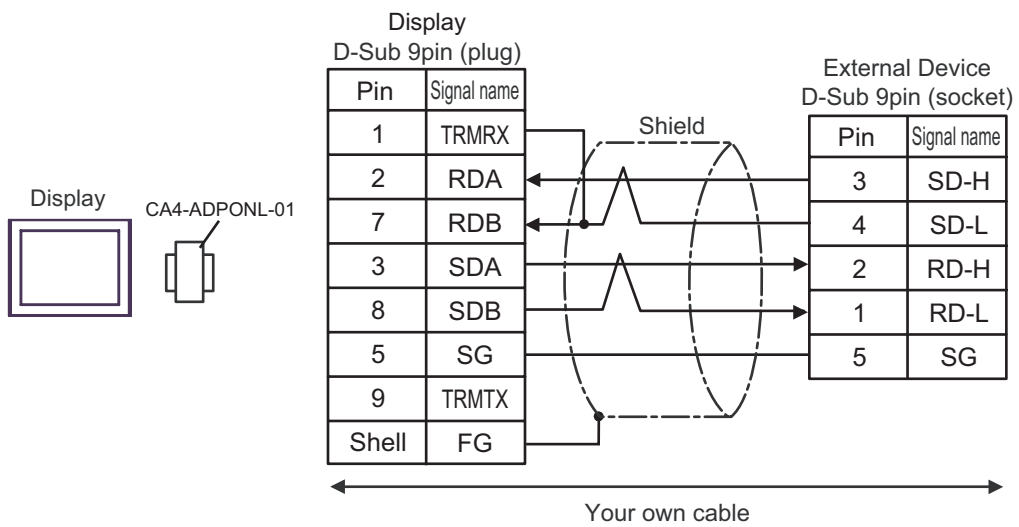 Display
D-Sub 9pin (plug)
Pin Signal name
1 TRMRX
2 RDA
7 RDB
3 SDA
8 SDB
5 SG
9 TRMTX
Shell FG
Shield
External Device
D-Sub 9pin (socket)
Pin Signal name
3 SD-H
4 SD-L
2 RD-H
1 RD-L
5 SG
Display
CA4-ADPONL-01
Your own cable